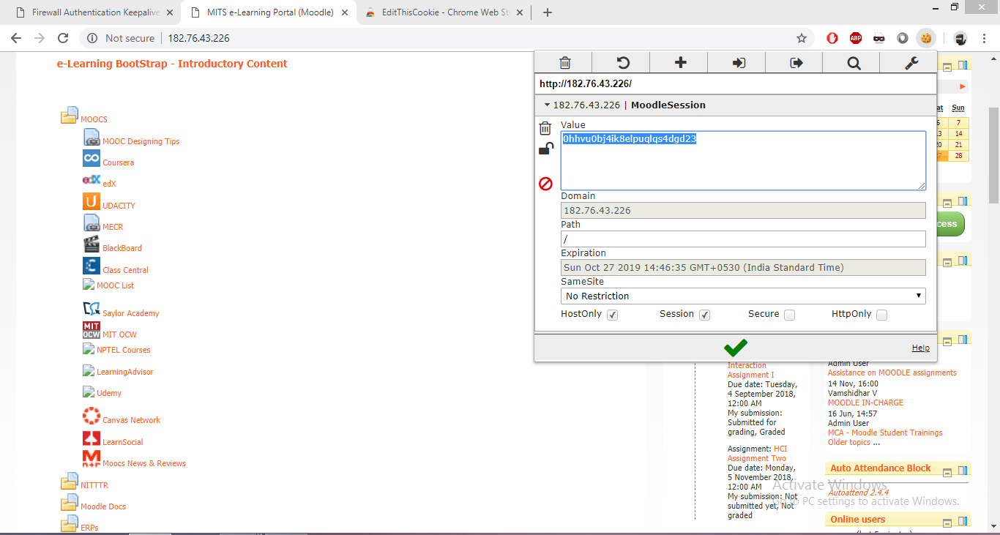 Firewall Authentication Keepalive
MITS e-Learning Portal (Moodle)
EditThisCookie - Chrome Web St
Not secure
182.76.43.226
ABP
e-Learning BootStrap - Introductory Content
MOOCS
MOOC Designing Tips
Coursera
edX
edX
U
UDACITY
MECR
BlackBoard
C
Class Central
MOOC List
Saylor Academy
MIT
OCW
MIT OCW
NPTEL Courses
LearningAdvisor
Udemy
Canvas Network
LearnSocial
Moocs News & Reviews
NITTTR
Moodle Docs
ERPs
http://182.76.43.226/
182.76.43.226 | MoodleSession
Value
0hhvu0bj4ik8elpuqlqs4dgd23
Domain
182.76.43.226
Path
/
Expiration
Sun Oct 27 2019 14:46:35 GMT+0530 (India Standard Time)
SameSite
No Restriction
HostOnly
Session
Secure
HttpOnly
Help
Sun
7
14
21
28
cess
Interaction
Assignment I
Due date: Tuesday,
4 September 2018,
12:00 AM
My submission:
Submitted for
grading, Graded
Assignment: HCI
Assignment Two
Due date: Monday,
5 November 2018,
12:00 AM
My submission: Not
submitted yet, Not
graded
Admin User
Assistance on MOODLE assignments
14 Nov, 16:00
Vamshidhar V
MOODLE IN-CHARGE
16 Jun, 14:57
Admin User
MCA - Moodle Student Trainings
Older topics ...
Auto Attendance Block
Autoattend 2.4.4
Online users
Activate Windows
Go to PC settings to activate Windows.